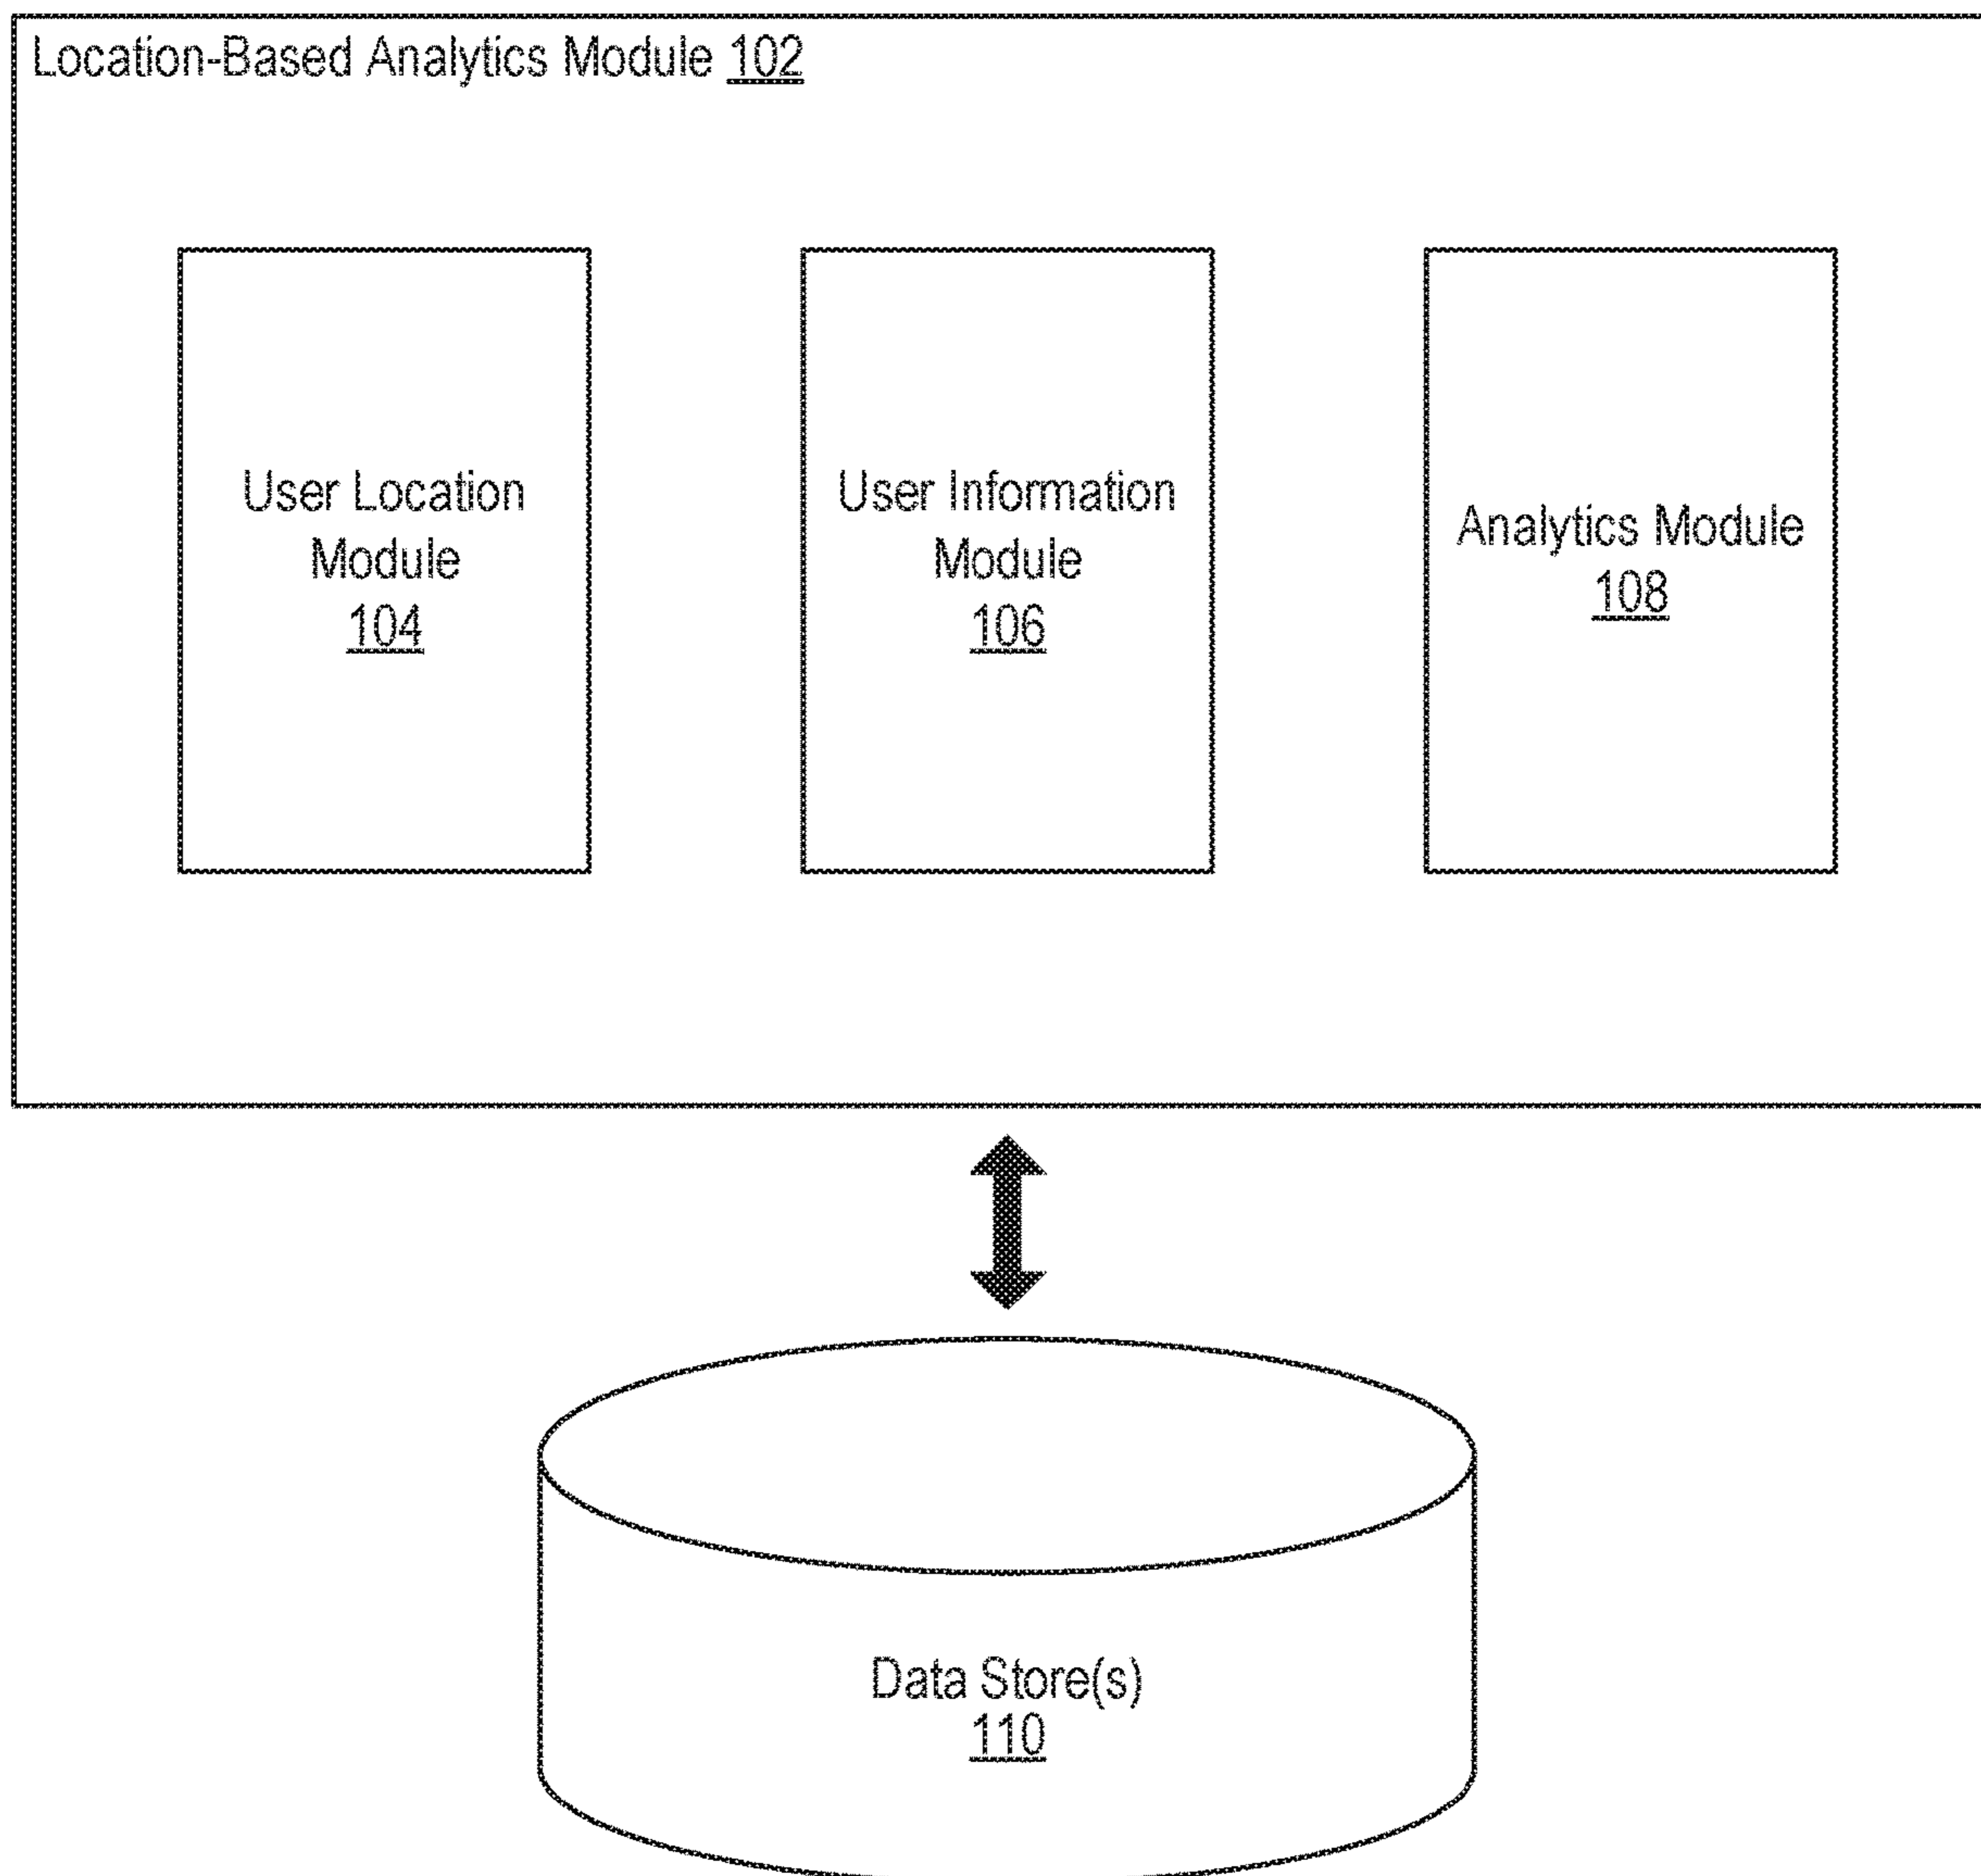 Location-Based Analytics Module 102
User Location
Module
104
User Information
Module
106
Analytics Module
108
Data Store(s)
110